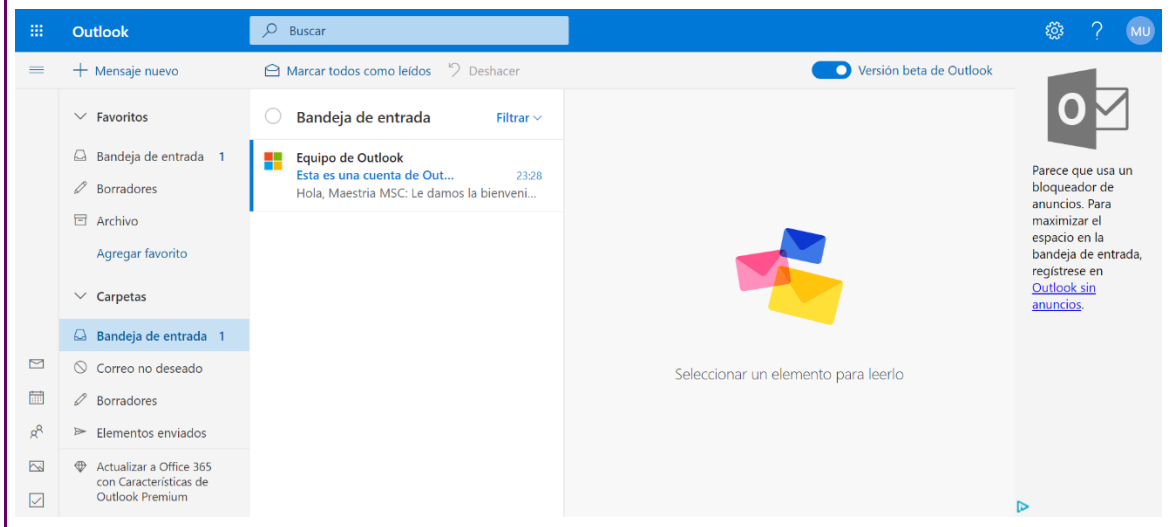 Outlook
Buscar
?
MU
Mensaje nuevo
Marcar todos como leídos
Deshacer
Versión beta de Outlook
Favoritos
Bandeja de entrada 1
Borradores
Archivo
Agregar favorito
Carpetas
Bandeja de entrada 1
Correo no deseado
Borradores
Elementos enviados
Actualizar a Office 365
con Características de
Outlook Premium
Bandeja de entrada
Filtrar
Equipo de Outlook
Esta es una cuenta de Out... 23:28
Hola, Maestria MSC: Le damos la bienveni...
Seleccionar un elemento para leerlo
O
Parece que usa un
bloqueador de
anuncios. Para
maximizar el
espacio en la
bandeja de entrada,
regístrese en
Outlook sin
anuncios.